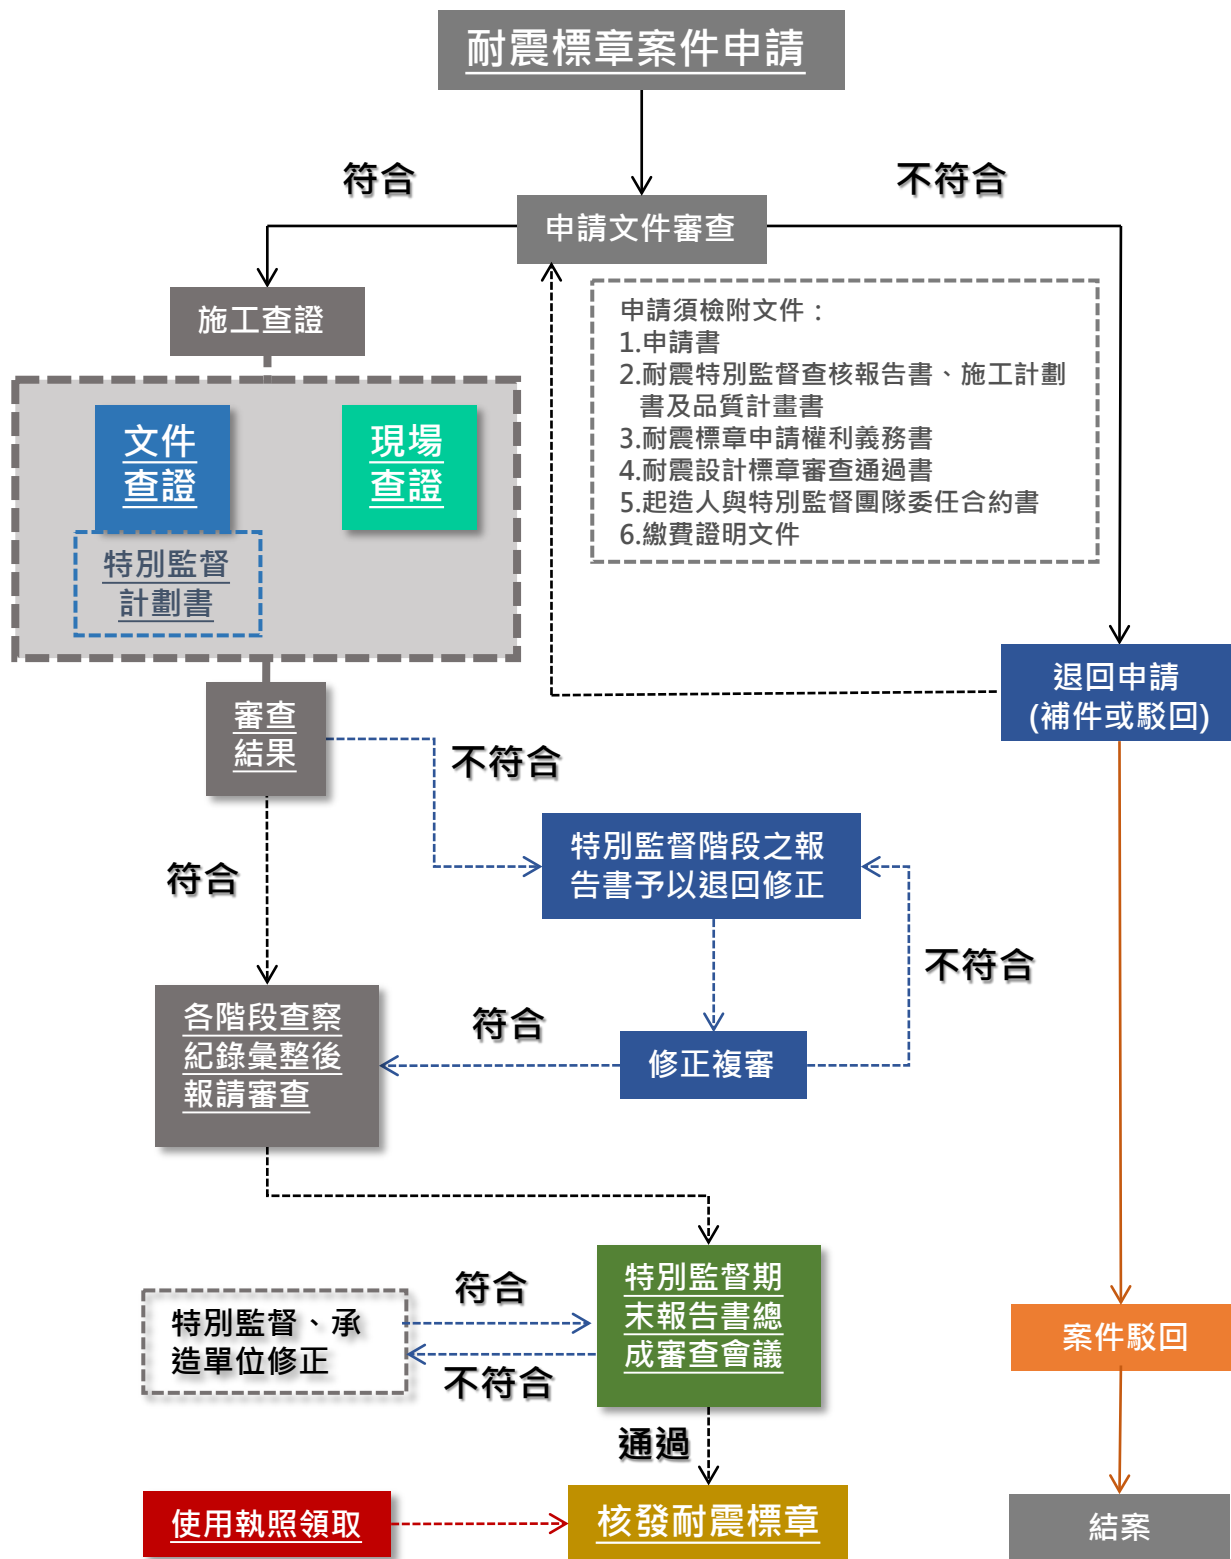 耐震標章案件申請
符合
不符合
申請文件審查
施工查證
申請須檢附文件：
1.申請書
2.耐震特別監督查核報告書、施工計劃
書及品質計畫書
3.耐震標章申請權利義務書
4.耐震設計標章審查通過書
5.起造人與特別監督團隊委任合約書
6.繳費證明文件
文件
查證
現場
查證
特別監督
計劃書
退回申請
(補件或駁回)
審查
結果
不符合
特別監督階段之報
告書予以退回修正
符合
不符合
各階段查察
紀錄彙整後
報請審查
符合
修正複審
特別監督期
末報告書總
成審查會議
符合
特別監督、承
造單位修正
不符合
案件駁回
通過
使用執照領取
核發耐震標章
結案